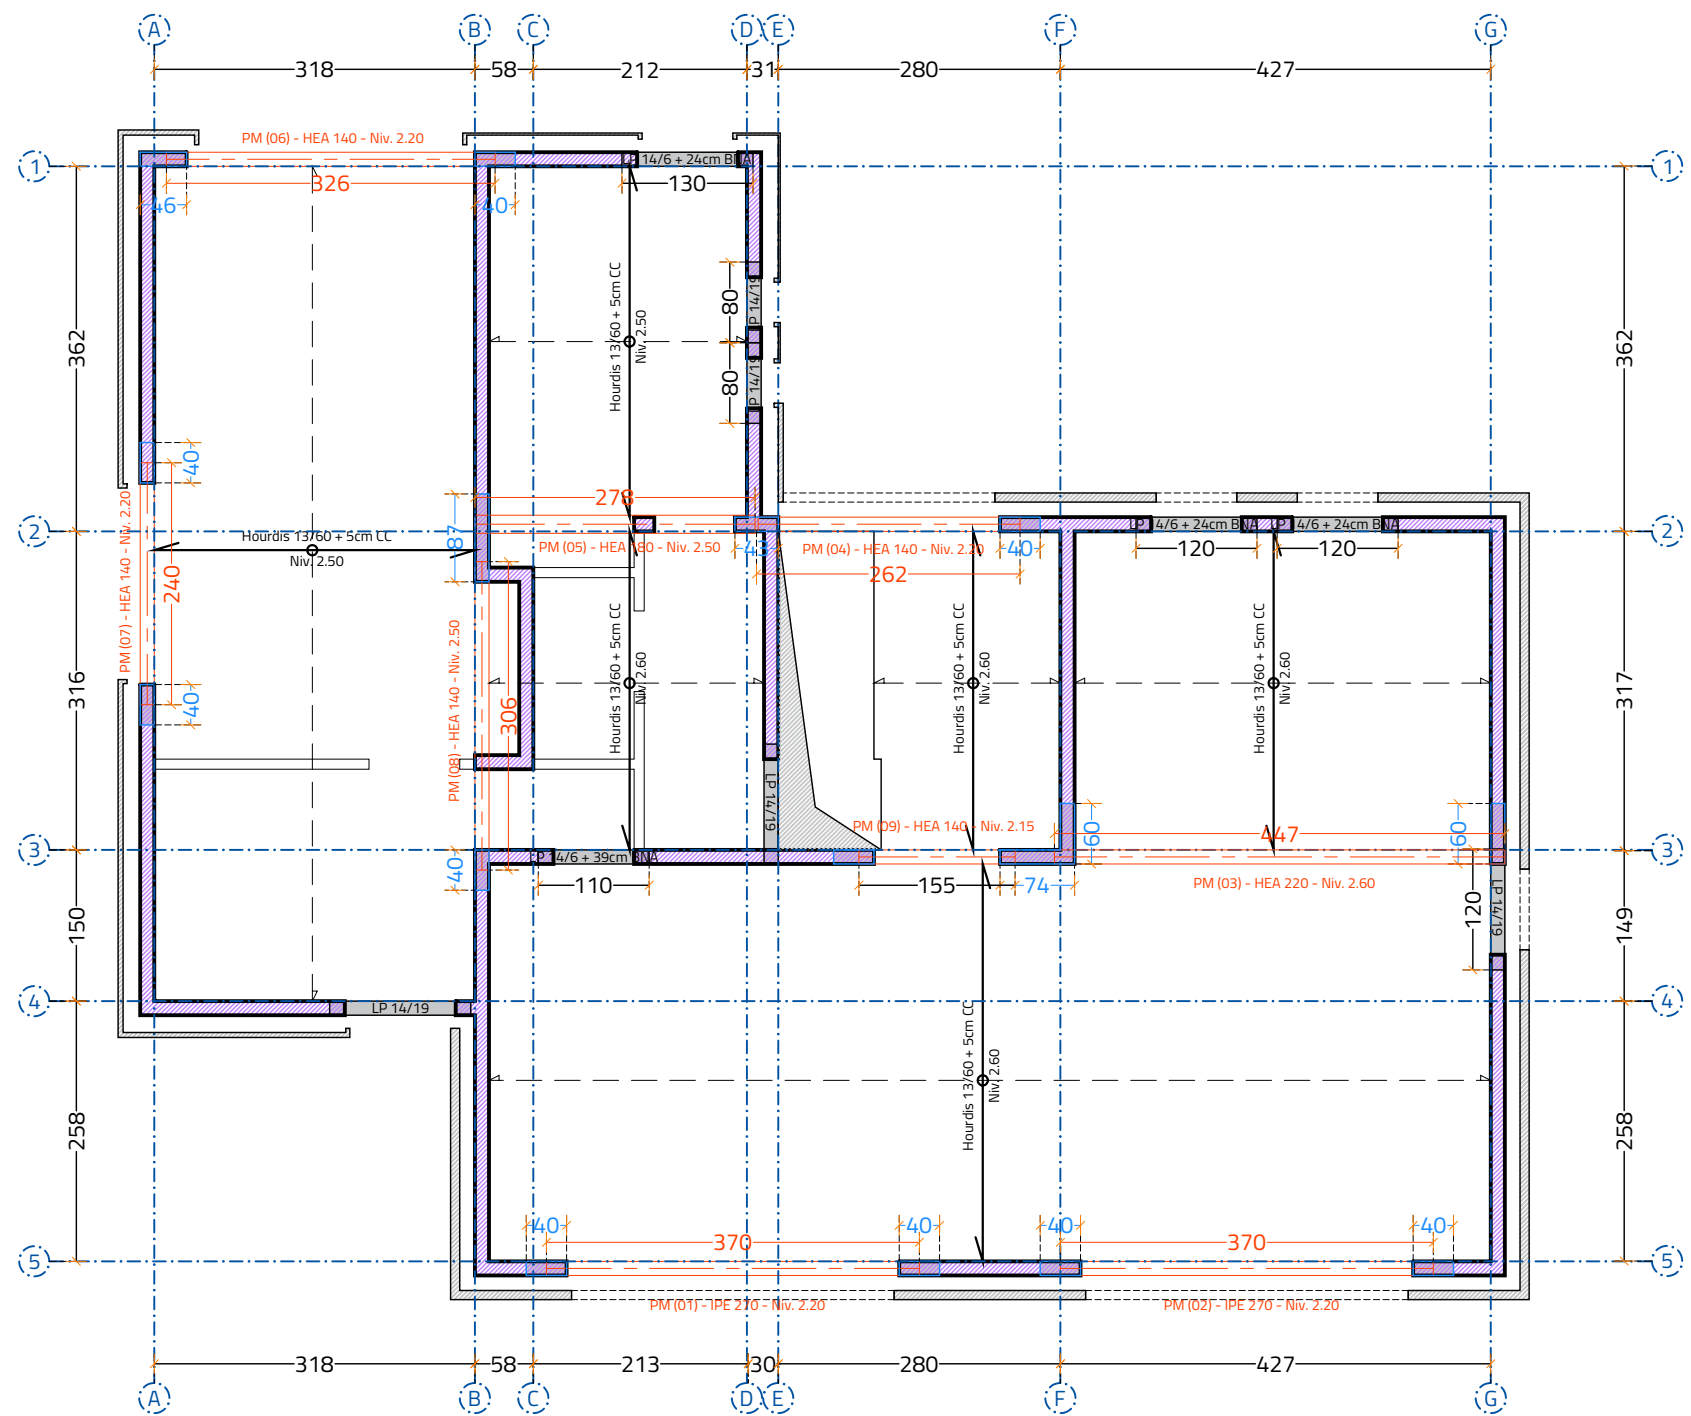 A B C D E F G
318 58 212 31 280 427
PM (06) - HEA 140 - Niv. 2.20
LP 14/6 + 24cm BNA
1 1
326 130
46 40
Hourdis 13/60 + 5cm CC
Niv. 2.50
80
LP 14/19
362 362
80
LP 14/19
40
PM (07) - HEA 140 - Niv. 2.20
240
40
Hourdis 13/60 + 5cm CC
Niv. 2.50
87
278
2 2
PM (05) - HEA 180 - Niv. 2.50
43
PM (04) - HEA 140 - Niv. 2.20
40
262
LP 14/6 + 24cm BNA
LP 14/6 + 24cm BNA
120 120
316 317
PM (08) - HEA 140 - Niv. 2.50
306
Hourdis 13/60 + 5cm CC
Niv. 2.60
Hourdis 13/60 + 5cm CC
Niv. 2.60
Hourdis 13/60 + 5cm CC
Niv. 2.60
LP 14/19
PM (09) - HEA 140 - Niv. 2.15
60 447 60
3 3
40
LP 14/6 + 39cm BNA
110 155 74
PM (03) - HEA 220 - Niv. 2.60
120
LP 14/19
150 149
4 4
LP 14/19
Hourdis 13/60 + 5cm CC
Niv. 2.60
258 258
40 370 40 40 370 40
5 5
PM (01) - IPE 270 - Niv. 2.20
PM (02) - IPE 270 - Niv. 2.20
318 58 213 30 280 427
A B C D E F G